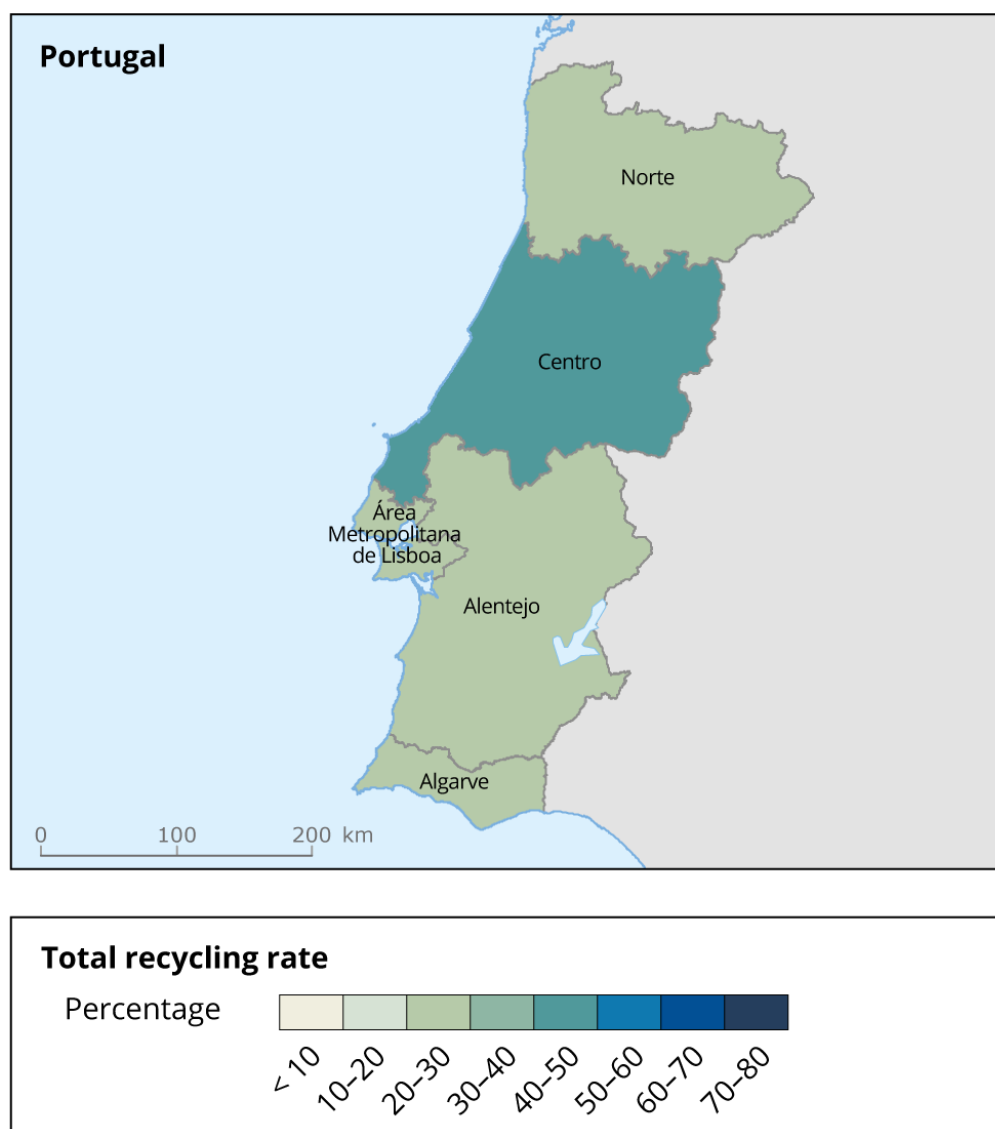 Portugal
Norte
Centro
Área
Metropolitana
de Lisboa
Alentejo
Algarve
0 100 200 km
Total recycling rate
Percentage
< 10
10–20
20–30
30–40
40–50
50–60
60–70
70–80